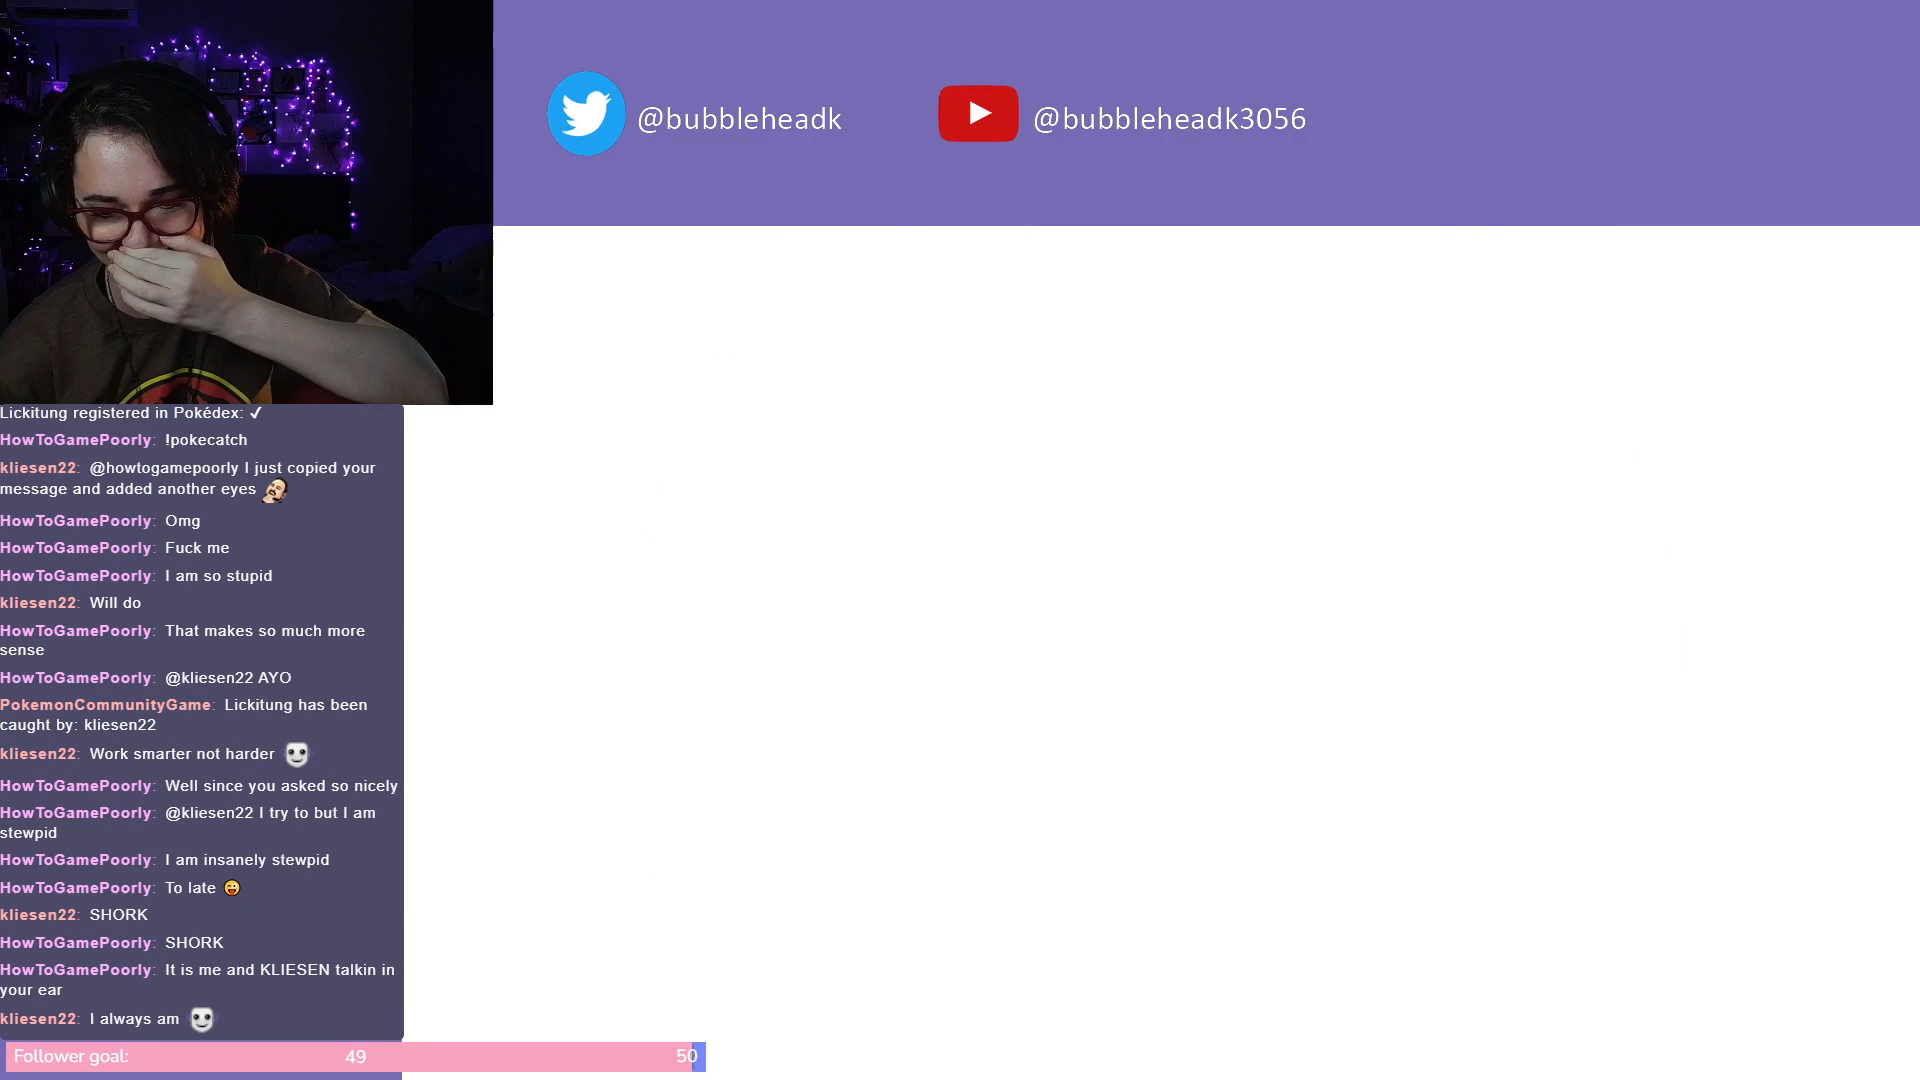 @bubbleheadk
@bubbleheadk3056
Lickitung registered in Pokédex: ✔
HowToGamePoorly: !pokecatch
kliesen22: @howtogamepoorly I just copied your
message and added another eyes
HowToGamePoorly: Omg
HowToGamePoorly: Fuck me
HowToGamePoorly: I am so stupid
kliesen22: Will do
HowToGamePoorly: That makes so much more
sense
HowToGamePoorly: @kliesen22 AYO
PokemonCommunityGame: Lickitung has been
caught by: kliesen22
kliesen22: Work smarter not harder
HowToGamePoorly: Well since you asked so nicely
HowToGamePoorly: @kliesen22 I try to but I am
stewpid
HowToGamePoorly: I am insanely stewpid
HowToGamePoorly: To late 😜
kliesen22: SHORK
HowToGamePoorly: SHORK
HowToGamePoorly: It is me and KLIESEN talkin in
your ear
kliesen22: I always am
Follower goal: 49 50